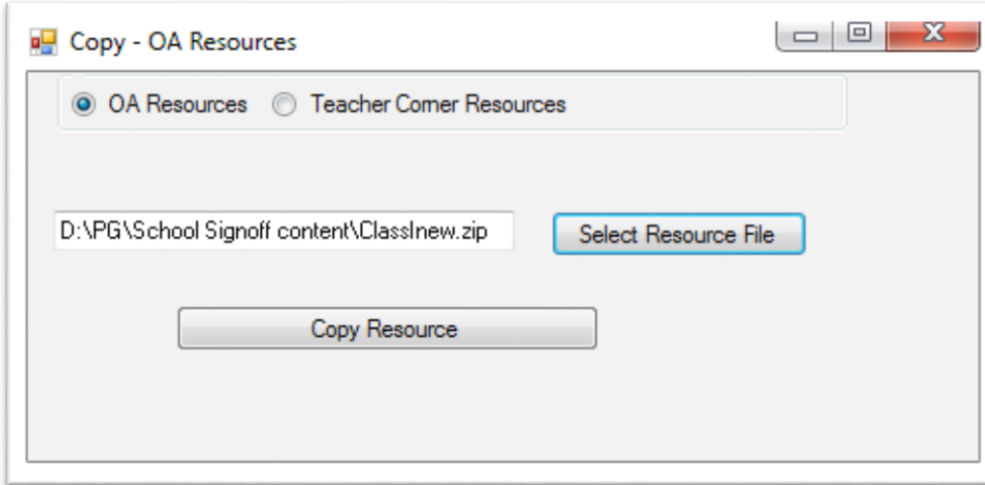 Copy - OA Resources
OA Resources Teacher Corner Resources
D:\PG\School Signoff content\ClassInew.zip Select Resource File
Copy Resource